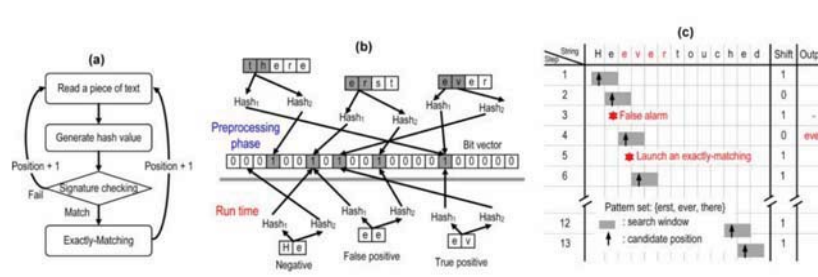 (a)
Read a piece of text
Generate hash value
Position + 1
Position + 1
Signature checking
Fail
Match
Exactly-Matching
(b)
t h e r e
e r s t
e v e r
Hash1
Hash2
Hash1
Hash2
Hash1
Hash2
Preprocessing
phase
Bit vector
0 0 0 1 0 0 1 0 1 0 0 1 0 0 0 0 1 0 0 0 0 0
Run time
Hash1
Hash2
Hash1
Hash2
Hash1
Hash2
H e
e e
e v
Negative
False positive
True positive
(c)
String
Step
H e e v e r t o u c h e d
Shift
Outp
1 1
2 0
3 False alarm 1 -
4 0 eve
5 Launch an exactly-matching 1
6 1
Pattern set: {erst, ever, there}
: search window
: candidate position
12 1
13 1